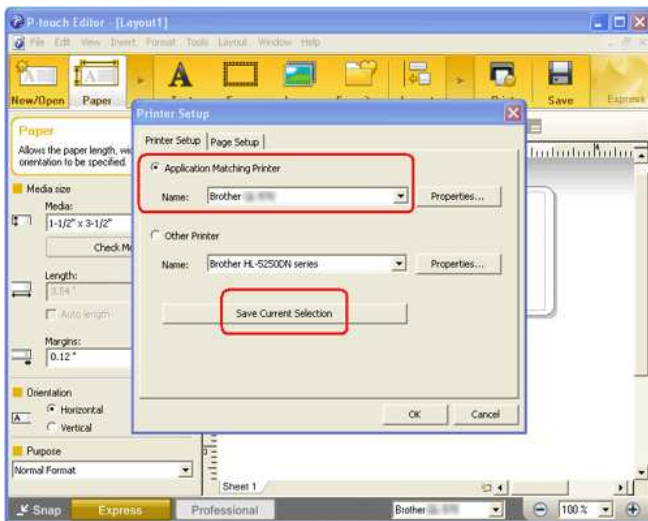 P-touch Editor - [Layout1]
File Edit View Insert Format Tools Layout Window Help
New/Open Paper Print Save Express
Paper
Allows the paper length,
orientation to be specified.
Media size
Media:
1-1/2" x 3-1/2"
Check
Length:
3.54 "
Auto length
Margins:
0.12 "
Orientation
Horizontal
Vertical
Purpose
Normal Format
Printer Setup
Printer Setup Page Setup
Application Matching Printer
Name: Brother Properties...
Other Printer
Name: Brother HL-5250DN series Properties...
Save Current Selection
OK Cancel
Sheet 1
Snap Express Professional Brother 100 %